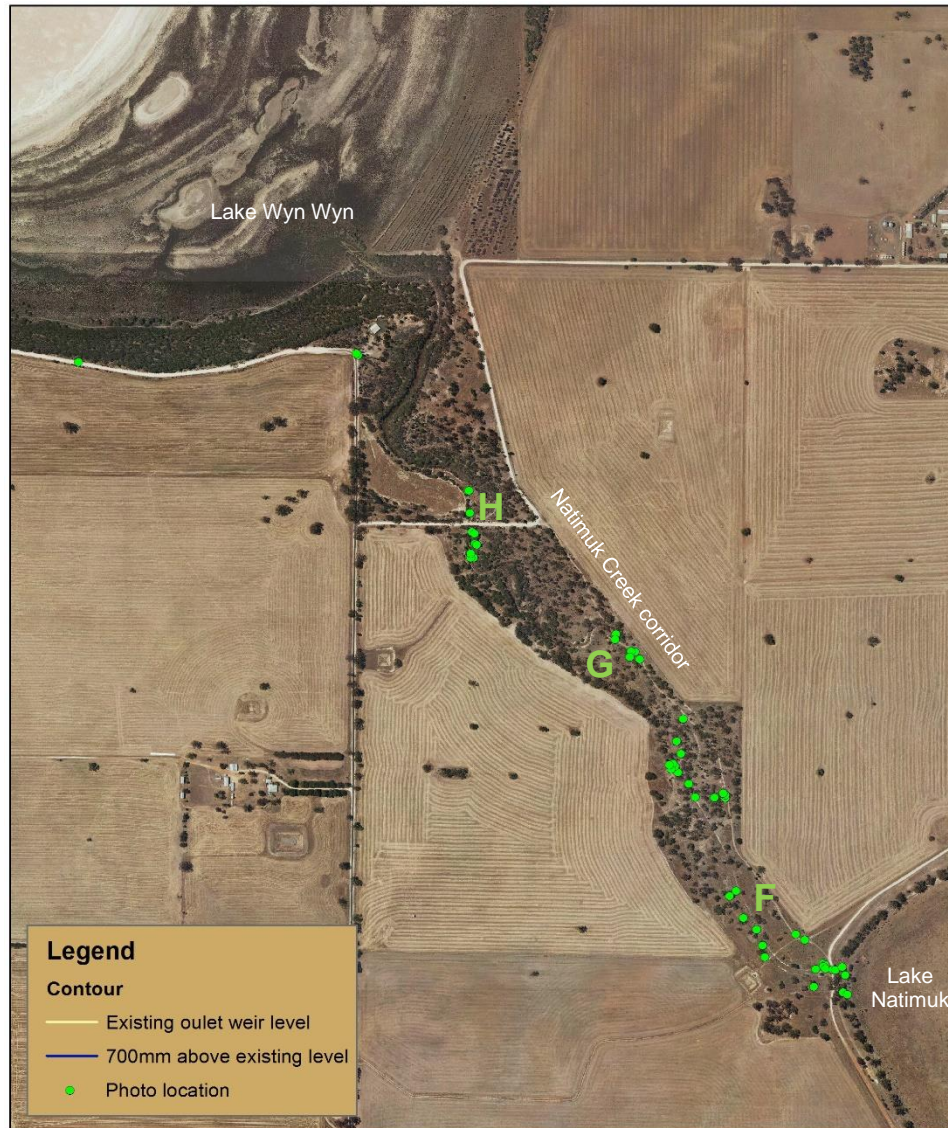 Lake Wyn Wyn
H
Natimuk Creek corridor
G
F
Lake
Natimuk
Legend
Contour
Existing oulet weir level
700mm above existing level
Photo location